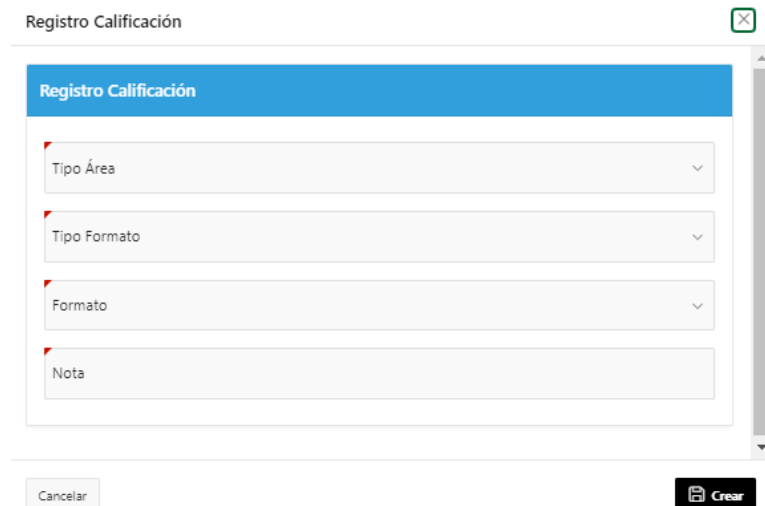 Registro Calificación
Registro Calificación
Tipo Área
Tipo Formato
Formato
Nota
Cancelar
Crear